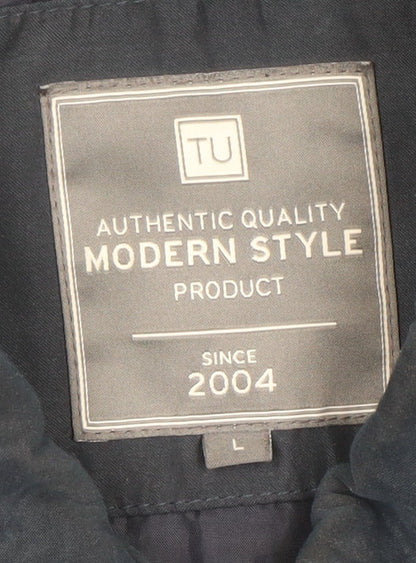 TU
AUTHENTIC QUALITY
MODERN STYLE
PRODUCT
SINCE
2004
L